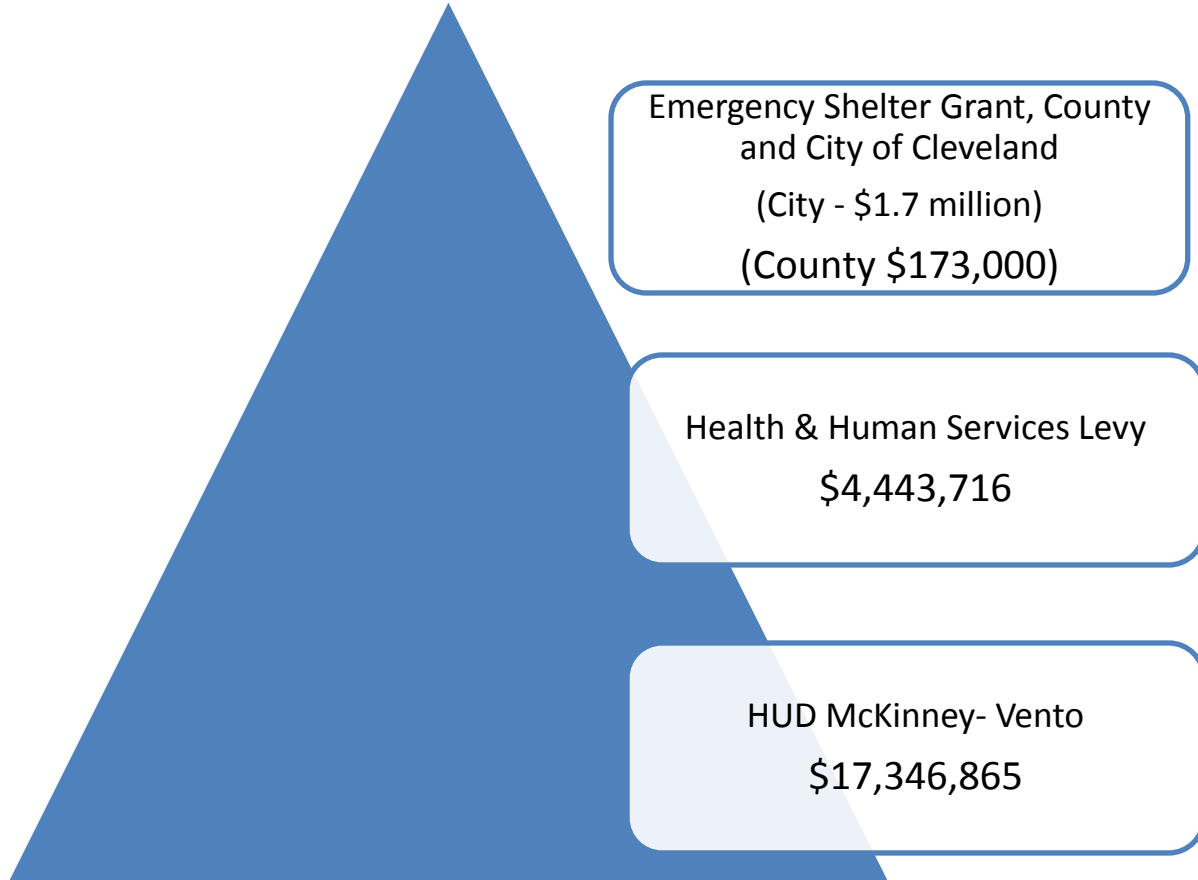 Emergency Shelter Grant, County
and City of Cleveland
(City - $1.7 million)
(County $173,000)
Health & Human Services Levy
$4,443,716
HUD McKinney- Vento
$17,346,865